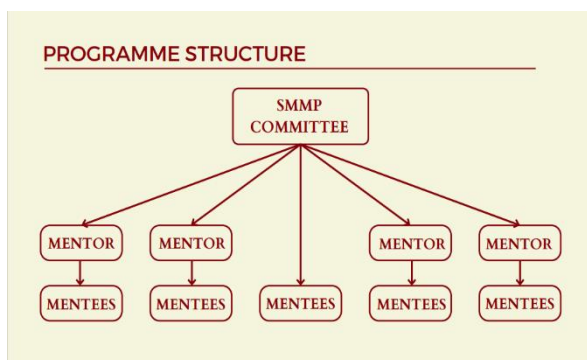 PROGRAMME STRUCTURE
SMMP
COMMITTEE
MENTOR
MENTOR
MENTOR
MENTOR
MENTEES
MENTEES
MENTEES
MENTEES
MENTEES